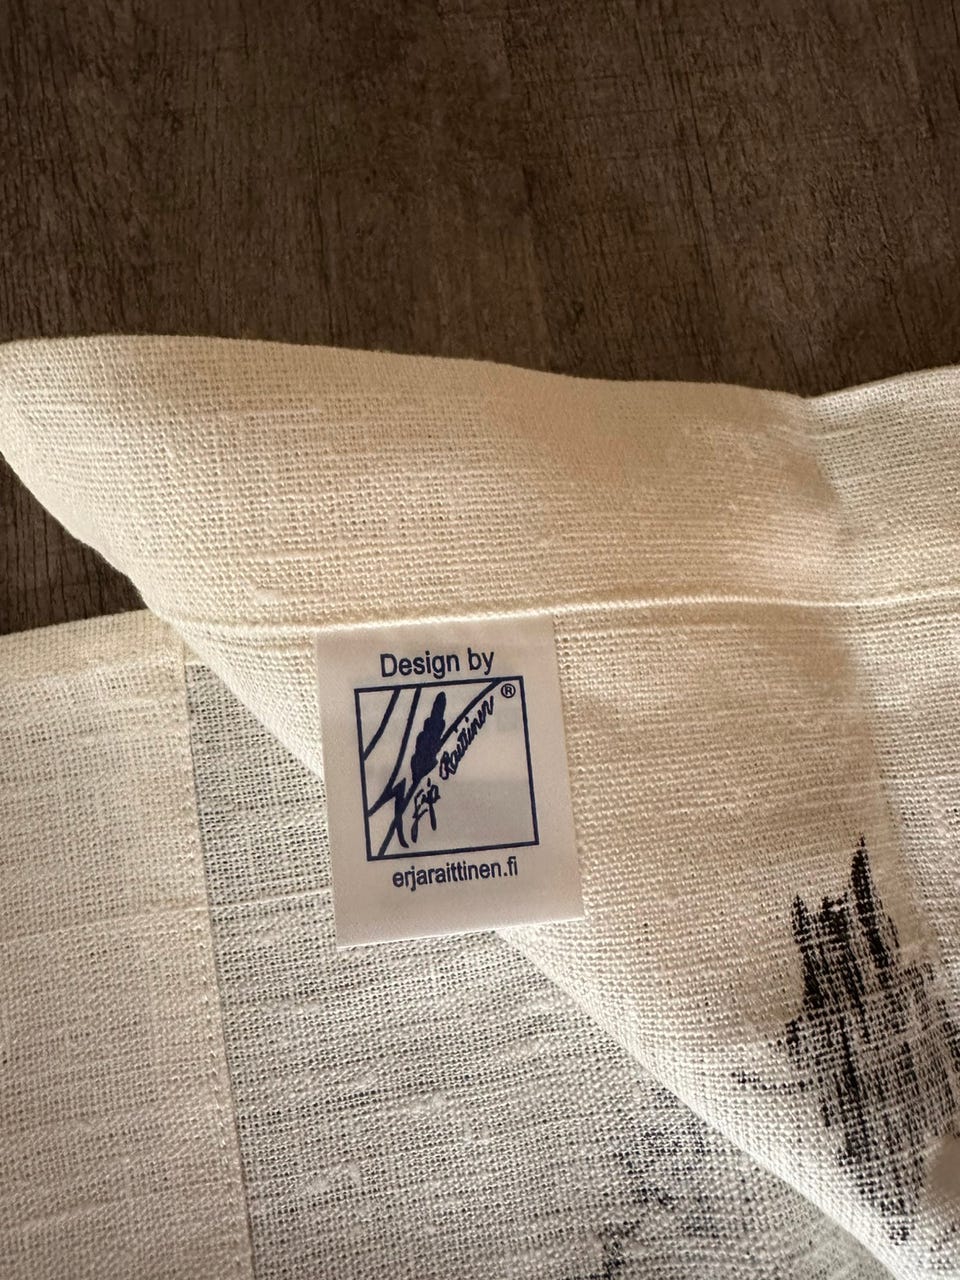 Design by
®
Erja Raittinen
erjaraittinen.fi